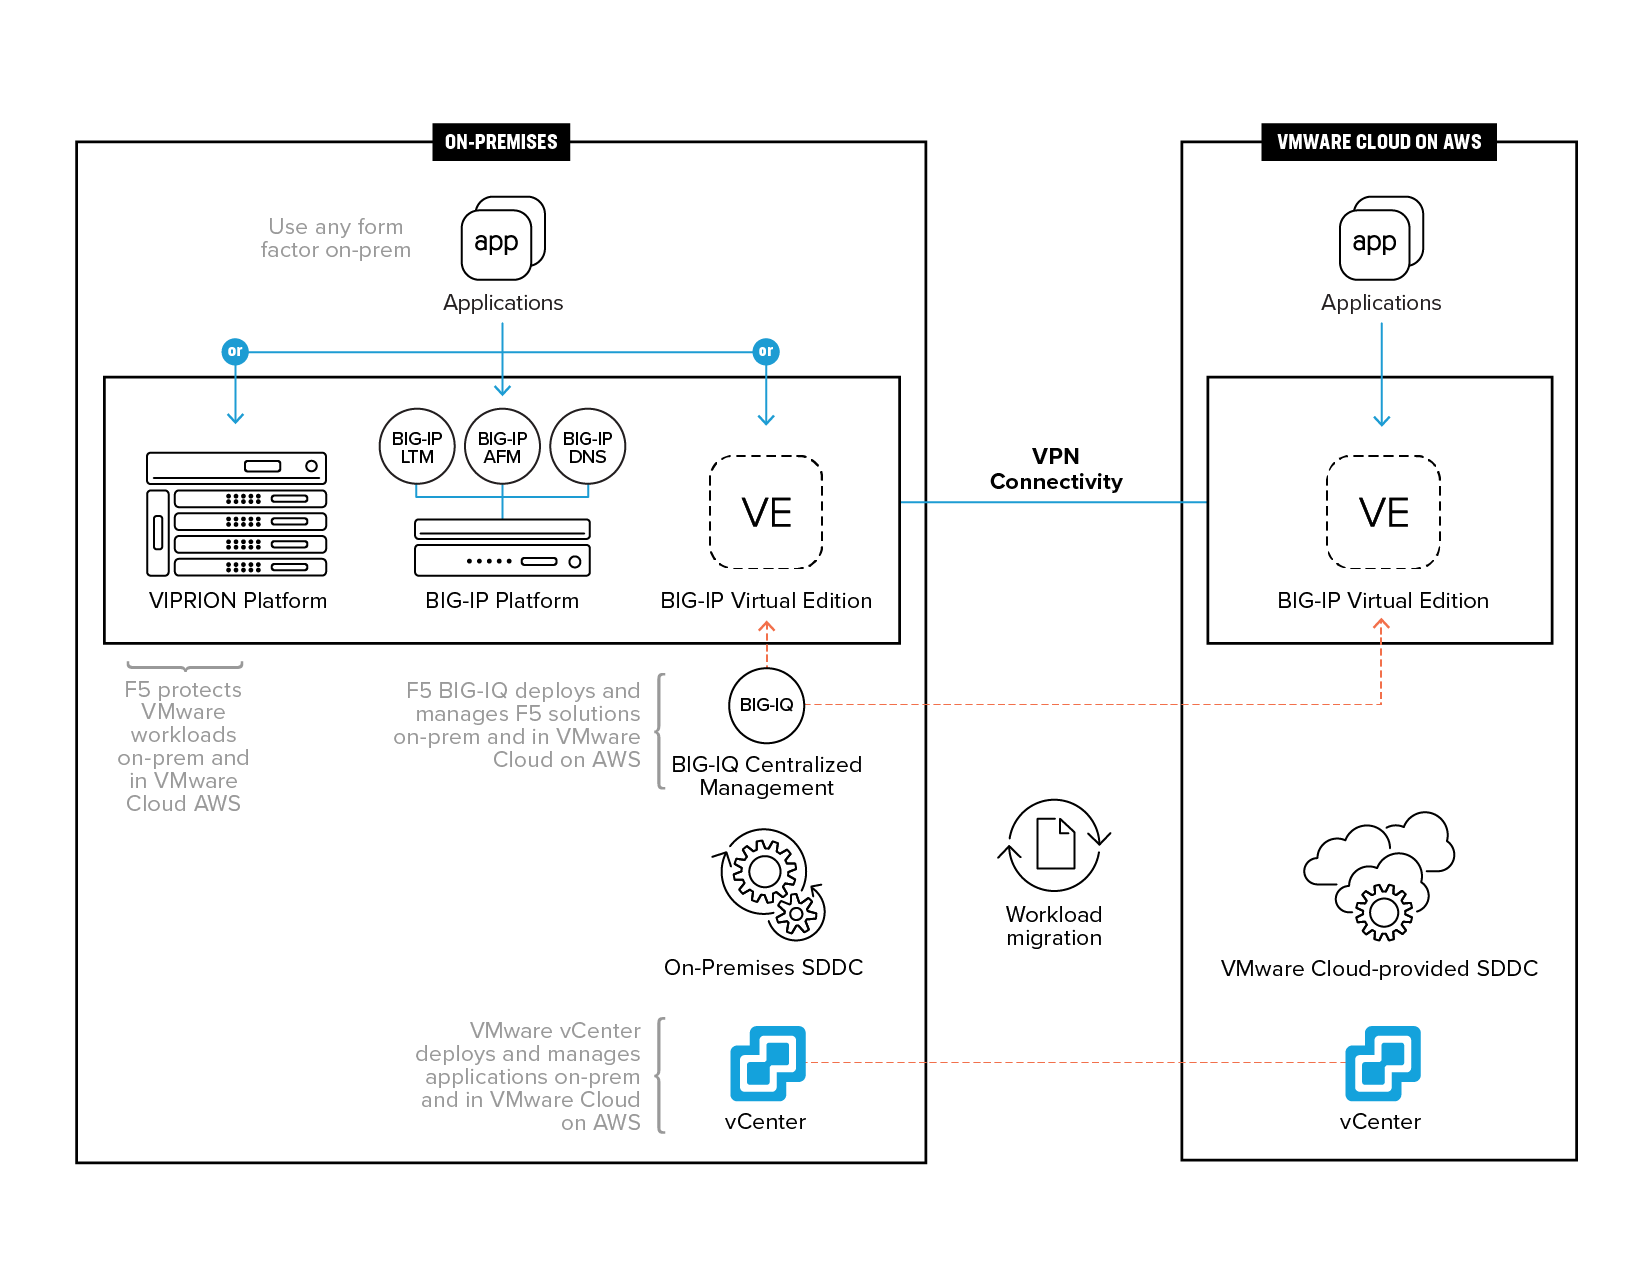 ON-PREMISES
VMWARE CLOUD ON AWS
Use any form
factor on-prem
app
Applications
app
Applications
or
or
BIG-IP
LTM
BIG-IP
AFM
BIG-IP
DNS
VE
VIPRION Platform
BIG-IP Platform
BIG-IP Virtual Edition
VPN
Connectivity
VE
BIG-IP Virtual Edition
F5 protects
VMware
workloads
on-prem and
in VMware
Cloud AWS
F5 BIG-IQ deploys and
manages F5 solutions
on-prem and in VMware
Cloud on AWS
BIG-IQ
BIG-IQ Centralized
Management
On-Premises SDDC
Workload
migration
VMware Cloud-provided SDDC
VMware vCenter
deploys and manages
applications on-prem
and in VMware Cloud
on AWS
vCenter
vCenter